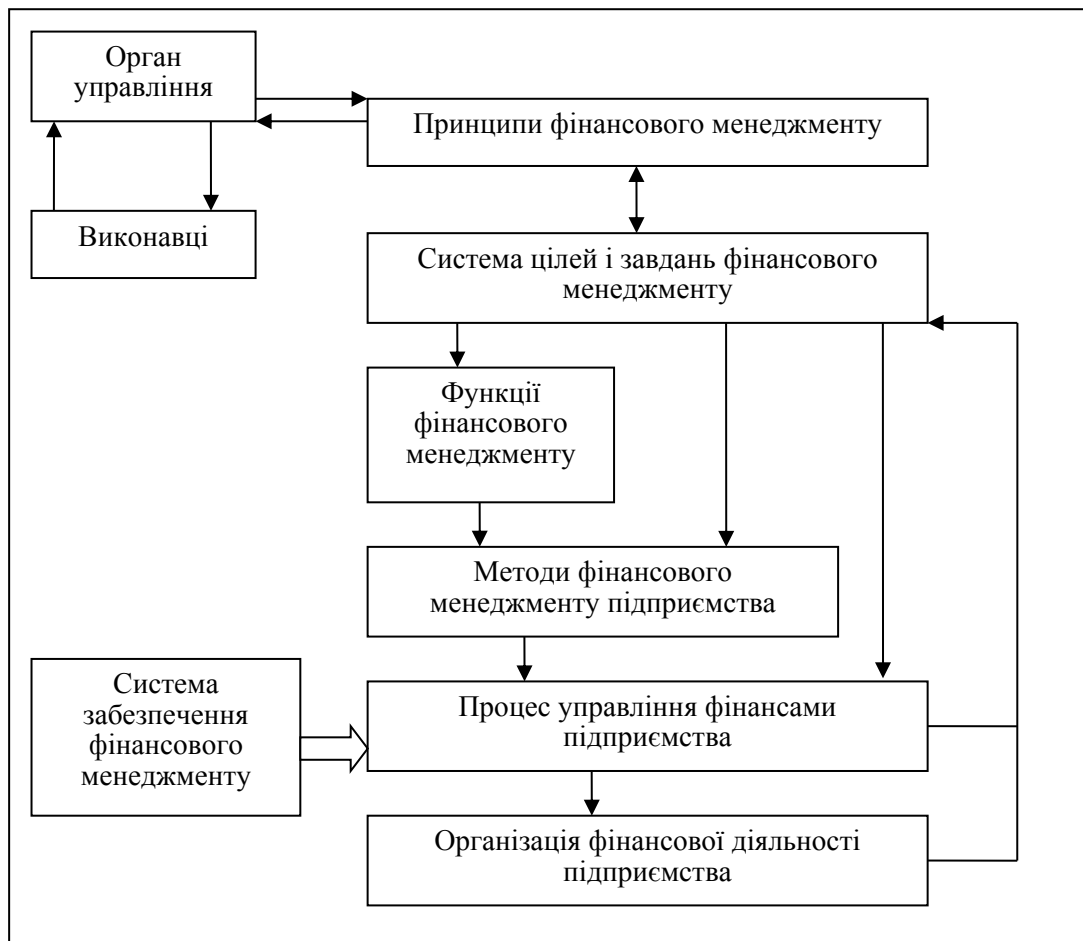 Орган
управління
Принципи фінансового менеджменту
Виконавці
Система цілей і завдань фінансового
менеджменту
Функції
фінансового
менеджменту
Методи фінансового
менеджменту підприємства
Система
забезпечення
фінансового
менеджменту
Процес управління фінансами
підприємства
Організація фінансової діяльності
підприємства